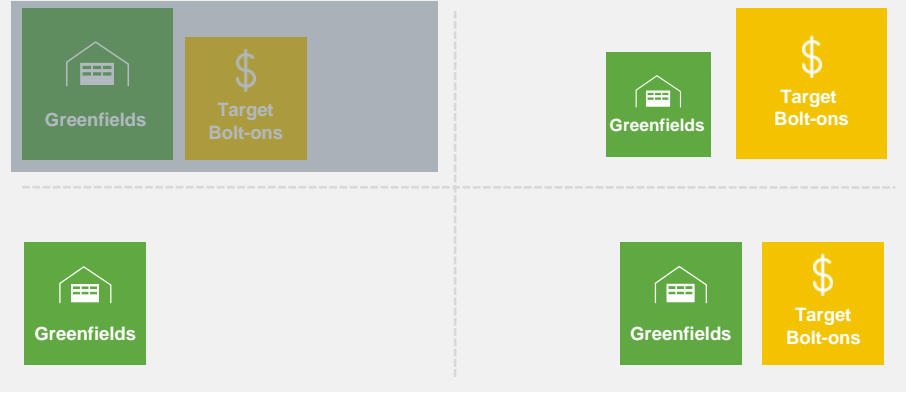 Greenfields
Target
Bolt-ons
Greenfields
Target
Bolt-ons
Greenfields
Greenfields
Target
Bolt-ons